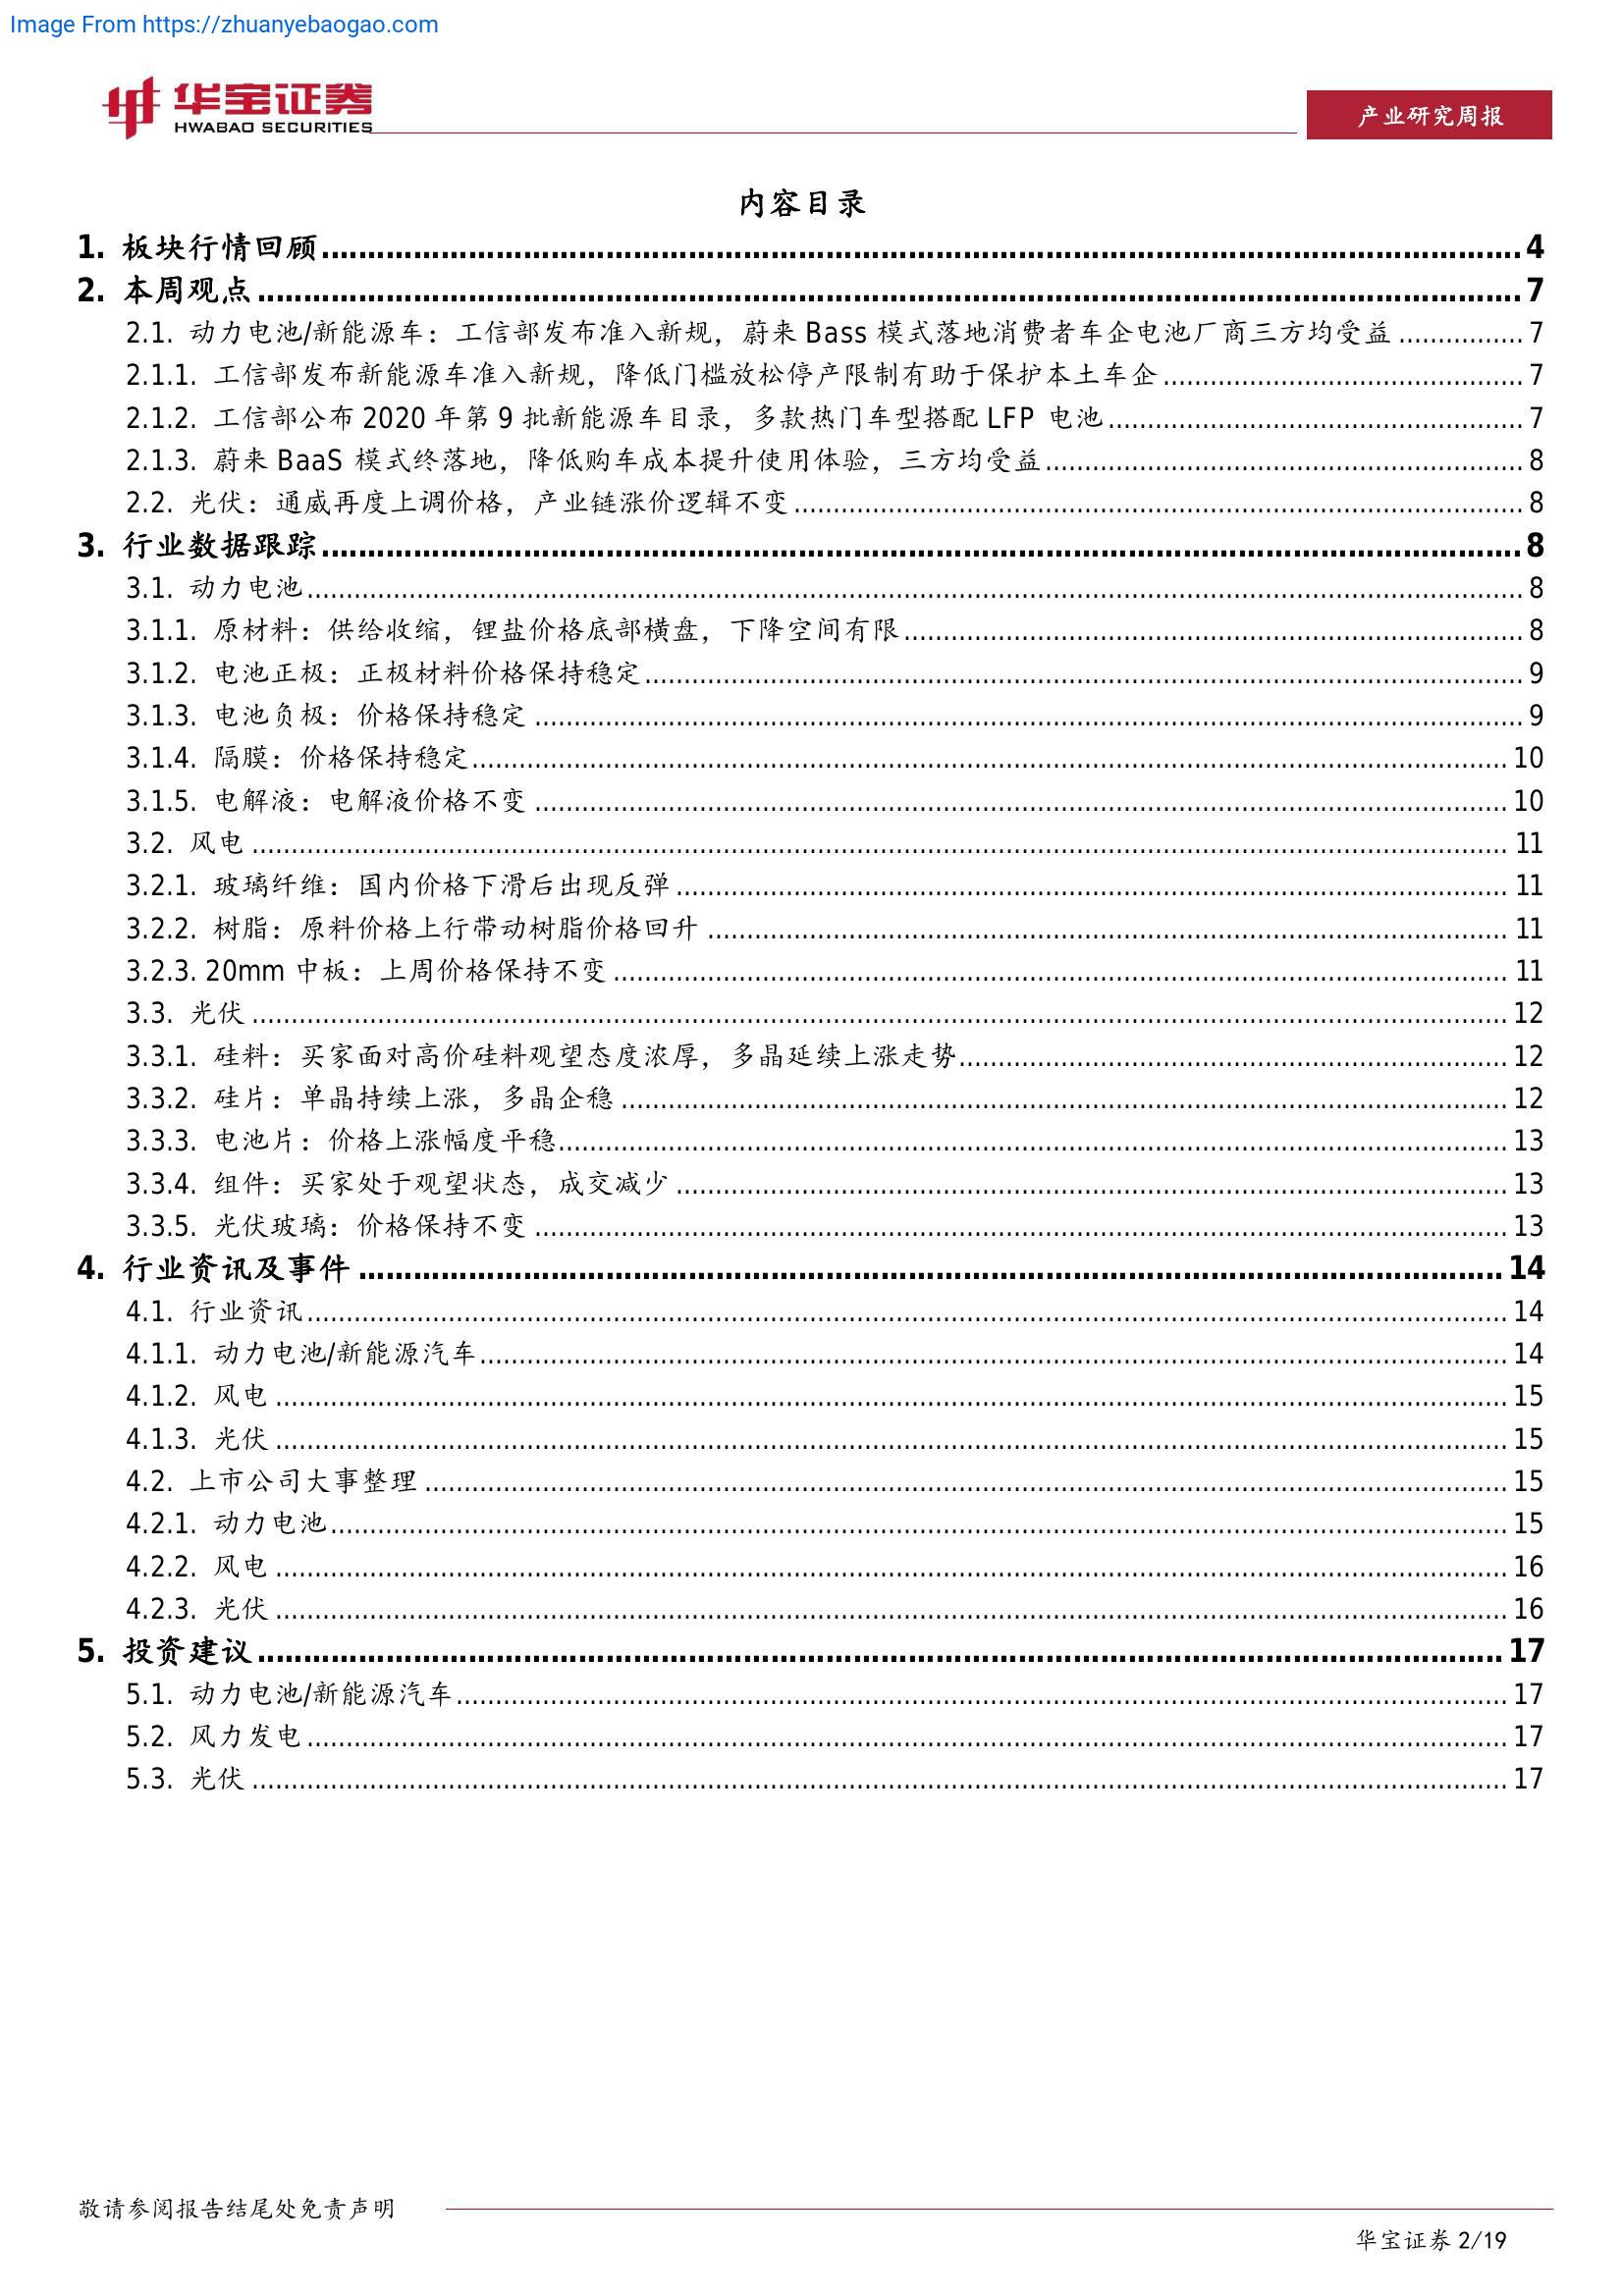 Image From https://zhuanyebaogao.com
华宝证券
HWABAO SECURITIES
产业研究周报
内容目录
1. 板块行情回顾 4
2. 本周观点 7
2.1. 动力电池/新能源车：工信部发布准入新规，蔚来 Bass 模式落地消费者车企电池厂商三方均受益 7
2.1.1. 工信部发布新能源车准入新规，降低门槛放松停产限制有助于保护本土车企 7
2.1.2. 工信部公布 2020 年第 9 批新能源车目录，多款热门车型搭配 LFP 电池 7
2.1.3. 蔚来 BaaS 模式终落地，降低购车成本提升使用体验，三方均受益 8
2.2. 光伏：通威再度上调价格，产业链涨价逻辑不变 8
3. 行业数据跟踪 8
3.1. 动力电池 8
3.1.1. 原材料：供给收缩，锂盐价格底部横盘，下降空间有限 8
3.1.2. 电池正极：正极材料价格保持稳定 9
3.1.3. 电池负极：价格保持稳定 9
3.1.4. 隔膜：价格保持稳定 10
3.1.5. 电解液：电解液价格不变 10
3.2. 风电 11
3.2.1. 玻璃纤维：国内价格下滑后出现反弹 11
3.2.2. 树脂：原料价格上行带动树脂价格回升 11
3.2.3. 20mm 中板：上周价格保持不变 11
3.3. 光伏 12
3.3.1. 硅料：买家面对高价硅料观望态度浓厚，多晶延续上涨走势 12
3.3.2. 硅片：单晶持续上涨，多晶企稳 12
3.3.3. 电池片：价格上涨幅度平稳 13
3.3.4. 组件：买家处于观望状态，成交减少 13
3.3.5. 光伏玻璃：价格保持不变 13
4. 行业资讯及事件 14
4.1. 行业资讯 14
4.1.1. 动力电池/新能源汽车 14
4.1.2. 风电 15
4.1.3. 光伏 15
4.2. 上市公司大事整理 15
4.2.1. 动力电池 15
4.2.2. 风电 16
4.2.3. 光伏 16
5. 投资建议 17
5.1. 动力电池/新能源汽车 17
5.2. 风力发电 17
5.3. 光伏 17
敬请参阅报告结尾处免责声明
华宝证券 2/19